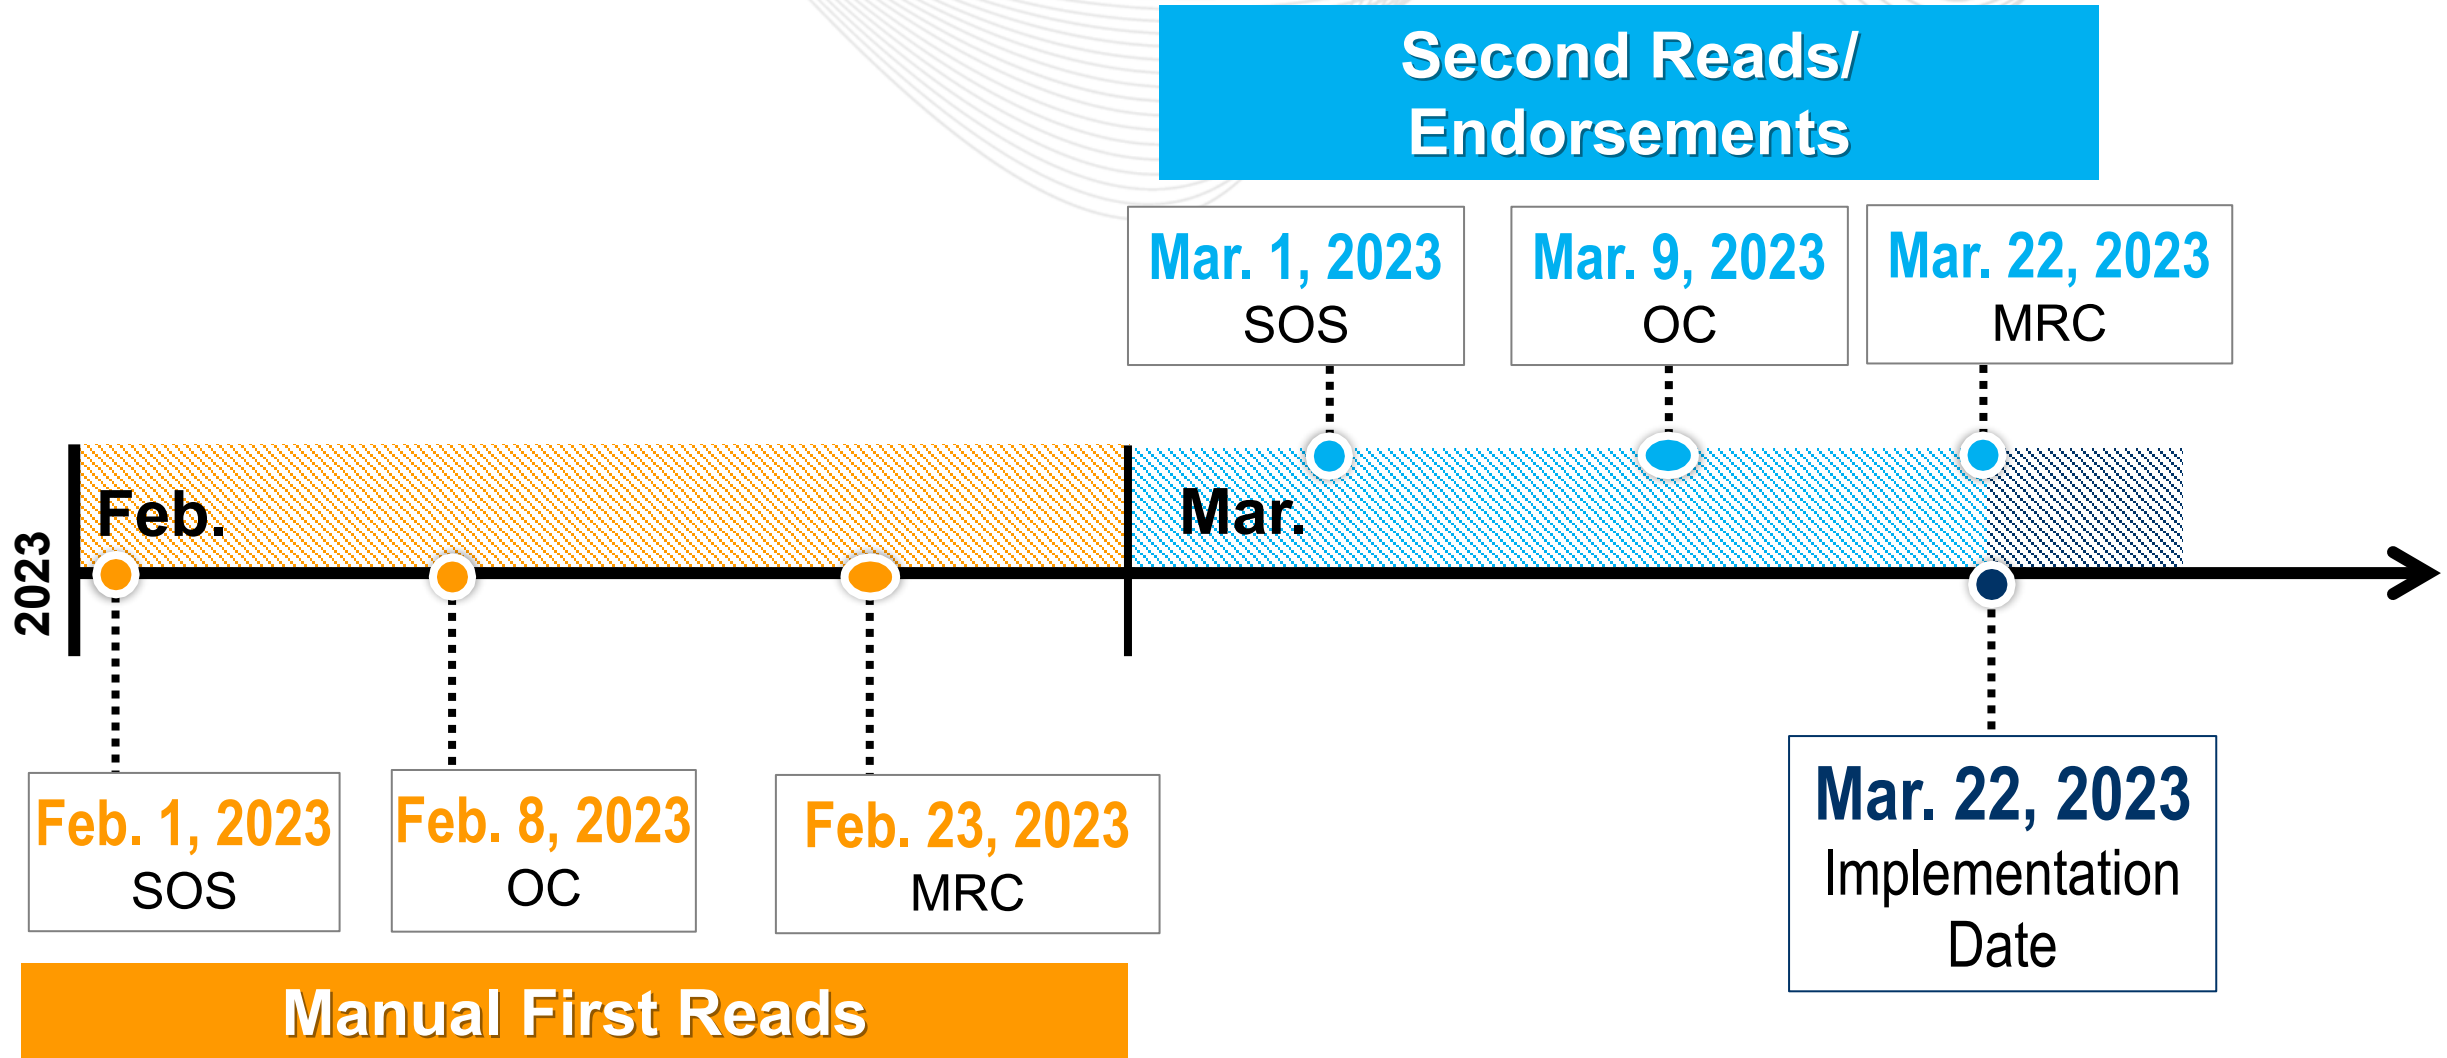 Second Reads/
Endorsements
Mar. 1, 2023
SOS
Mar. 9, 2023
OC
Mar. 22, 2023
MRC
2023
Feb.
Mar.
Feb. 1, 2023
SOS
Feb. 8, 2023
OC
Feb. 23, 2023
MRC
Mar. 22, 2023
Implementation
Date
Manual First Reads